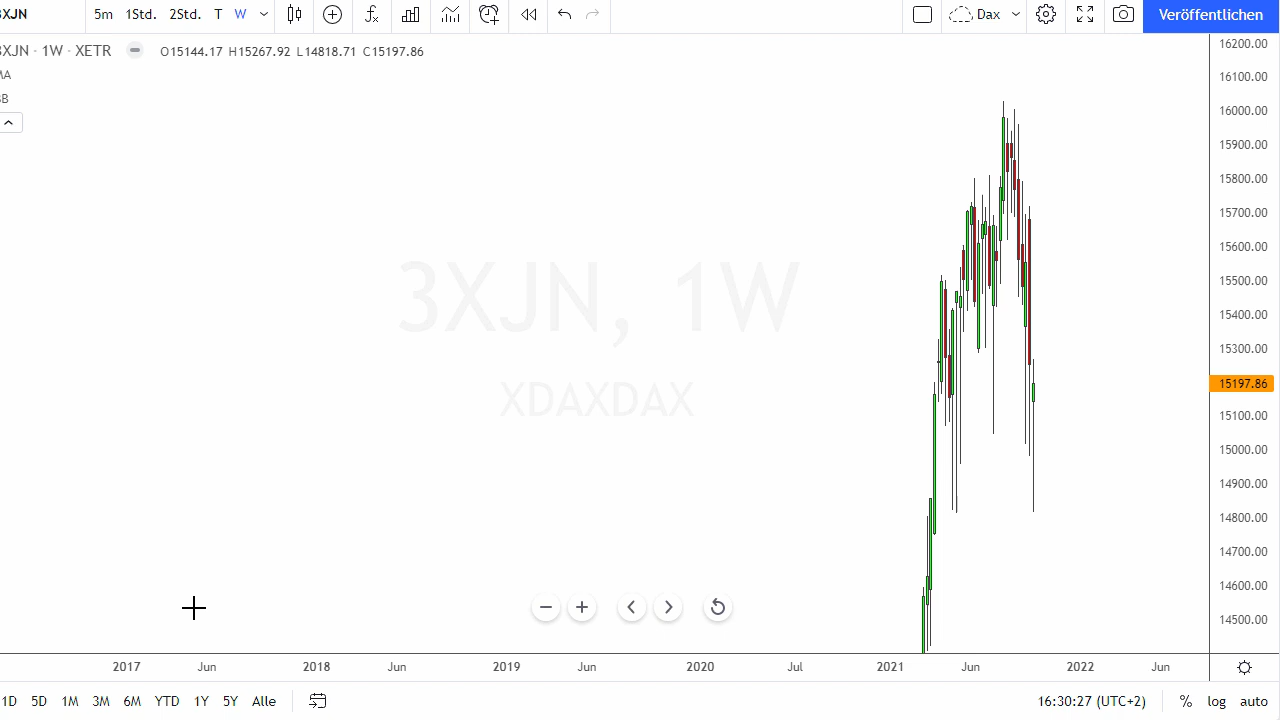 3XJN 5m 1Std. 2Std. T W Dax Veröffentlichen
3XJN · 1W · XETR O15144.17 H15267.92 L14818.71 C15197.86
MA
BB
3XJN, 1W
XDAXDAX
16200.00
16100.00
16000.00
15900.00
15800.00
15700.00
15600.00
15500.00
15400.00
15300.00
15197.86
15100.00
15000.00
14900.00
14800.00
14700.00
14600.00
14500.00
2017 Jun 2018 Jun 2019 Jun 2020 Jul 2021 Jun 2022 Jun
1D 5D 1M 3M 6M YTD 1Y 5Y Alle 16:30:27 (UTC+2) % log auto